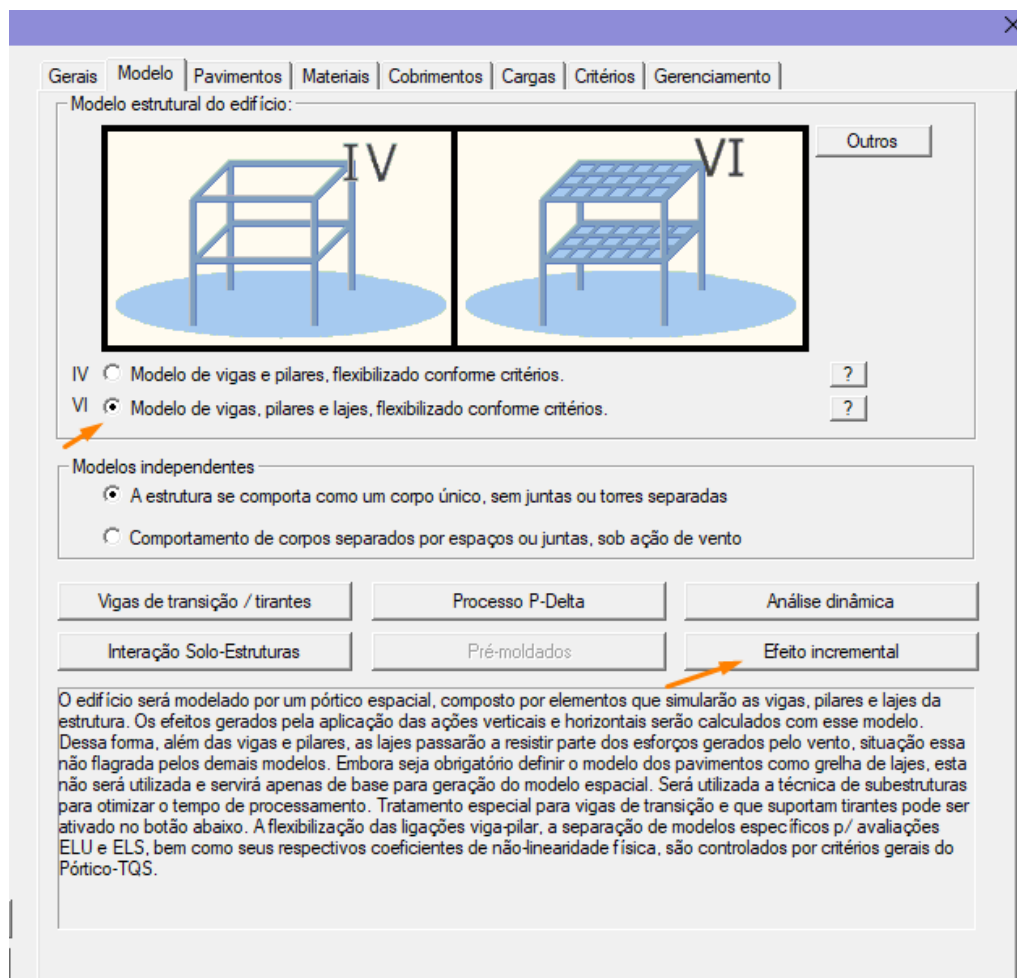 Gerais Modelo Pavimentos Materiais Cobrimentos Cargas Critérios Gerenciamento
Modelo estrutural do edifício:
IV VI
Outros
IV Modelo de vigas e pilares, flexibilizado conforme critérios. ?
VI Modelo de vigas, pilares e lajes, flexibilizado conforme critérios. ?
Modelos independentes
A estrutura se comporta como um corpo único, sem juntas ou torres separadas
Comportamento de corpos separados por espaços ou juntas, sob ação de vento
Vigas de transição / tirantes Processo P-Delta Análise dinâmica
Interação Solo-Estruturas Pré-moldados Efeito incremental
O edifício será modelado por um pórtico espacial, composto por elementos que simularão as vigas, pilares e lajes da
estrutura. Os efeitos gerados pela aplicação das ações verticais e horizontais serão calculados com esse modelo.
Dessa forma, além das vigas e pilares, as lajes passarão a resistir parte dos esforços gerados pelo vento, situação essa
não flagrada pelos demais modelos. Embora seja obrigatório definir o modelo dos pavimentos como grelha de lajes, esta
não será utilizada e servirá apenas de base para geração do modelo espacial. Será utilizada a técnica de subestruturas
para otimizar o tempo de processamento. Tratamento especial para vigas de transição e que suportam tirantes pode ser
ativado no botão abaixo. A flexibilização das ligações viga-pilar, a separação de modelos específicos p/ avaliações
ELU e ELS, bem como seus respectivos coeficientes de não-linearidade física, são controlados por critérios gerais do
Pórtico-TQS.